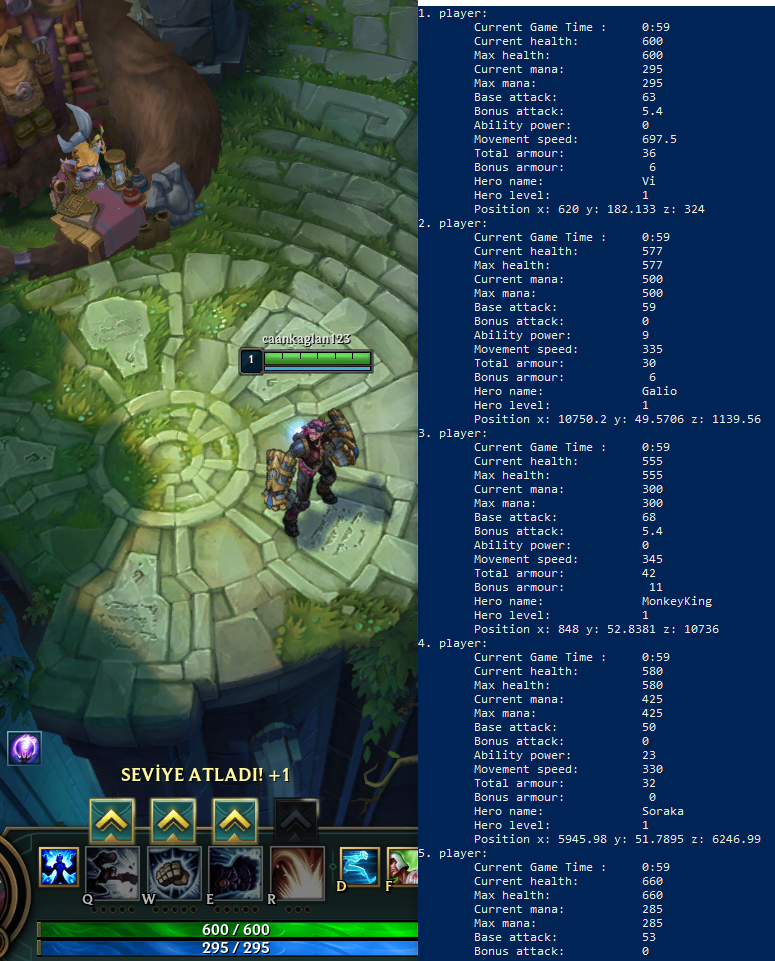 caankaglan123
1
SEVİYE ATLADI! +1
Q
W
E
R
D
F
600 / 600
295 / 295
1. player:
Current Game Time : 0:59
Current health: 600
Max health: 600
Current mana: 295
Max mana: 295
Base attack: 63
Bonus attack: 5.4
Ability power: 0
Movement speed: 697.5
Total armour: 36
Bonus armour: 6
Hero name: Vi
Hero level: 1
Position x: 620 y: 182.133 z: 324
2. player:
Current Game Time : 0:59
Current health: 577
Max health: 577
Current mana: 500
Max mana: 500
Base attack: 59
Bonus attack: 0
Ability power: 9
Movement speed: 335
Total armour: 30
Bonus armour: 6
Hero name: Galio
Hero level: 1
Position x: 10750.2 y: 49.5706 z: 1139.56
3. player:
Current Game Time : 0:59
Current health: 555
Max health: 555
Current mana: 300
Max mana: 300
Base attack: 68
Bonus attack: 5.4
Ability power: 0
Movement speed: 345
Total armour: 42
Bonus armour: 11
Hero name: MonkeyKing
Hero level: 1
Position x: 848 y: 52.8381 z: 10736
4. player:
Current Game Time : 0:59
Current health: 580
Max health: 580
Current mana: 425
Max mana: 425
Base attack: 50
Bonus attack: 0
Ability power: 23
Movement speed: 330
Total armour: 32
Bonus armour: 0
Hero name: Soraka
Hero level: 1
Position x: 5945.98 y: 51.7895 z: 6246.99
5. player:
Current Game Time : 0:59
Current health: 660
Max health: 660
Current mana: 285
Max mana: 285
Base attack: 53
Bonus attack: 0